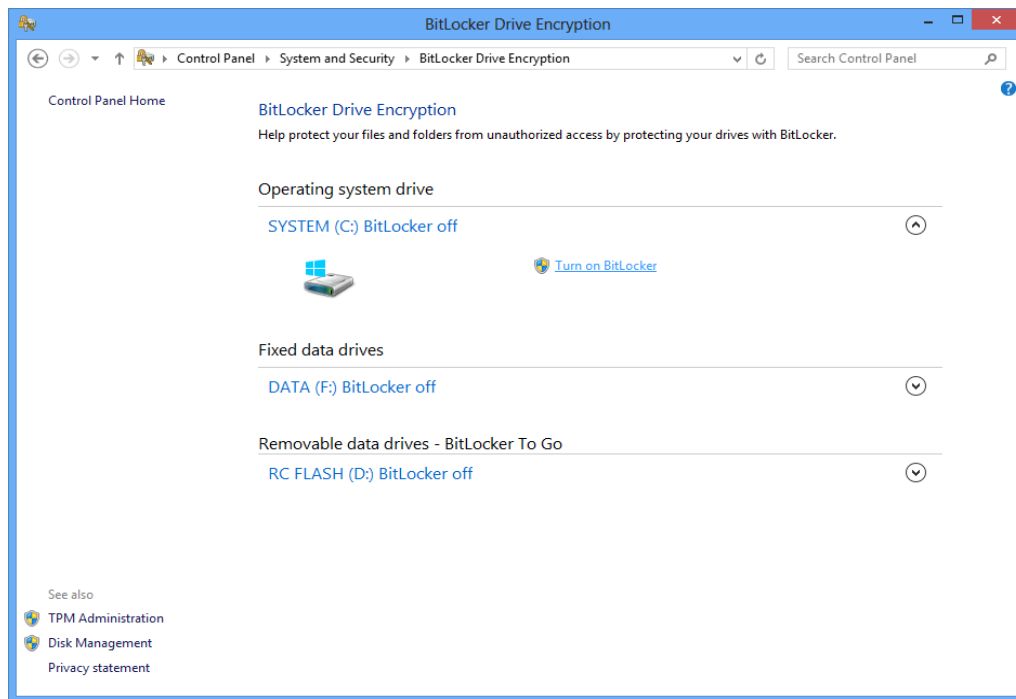 BitLocker Drive Encryption
Control Panel System and Security BitLocker Drive Encryption Search Control Panel
Control Panel Home
BitLocker Drive Encryption
Help protect your files and folders from unauthorized access by protecting your drives with BitLocker.
Operating system drive
SYSTEM (C:) BitLocker off
Turn on BitLocker
Fixed data drives
DATA (F:) BitLocker off
Removable data drives - BitLocker To Go
RC FLASH (D:) BitLocker off
See also
TPM Administration
Disk Management
Privacy statement